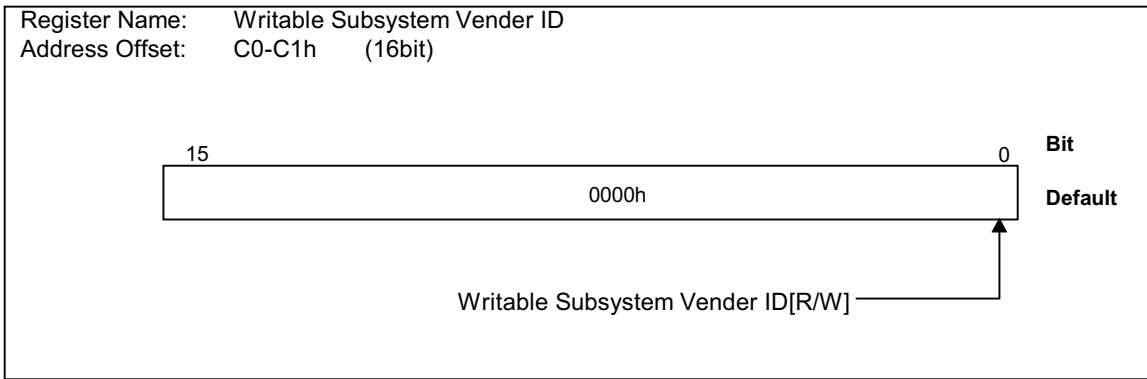 Register Name: Writable Subsystem Vender ID
Address Offset: C0-C1h (16bit)
15 0 Bit
0000h Default
Writable Subsystem Vender ID[R/W]